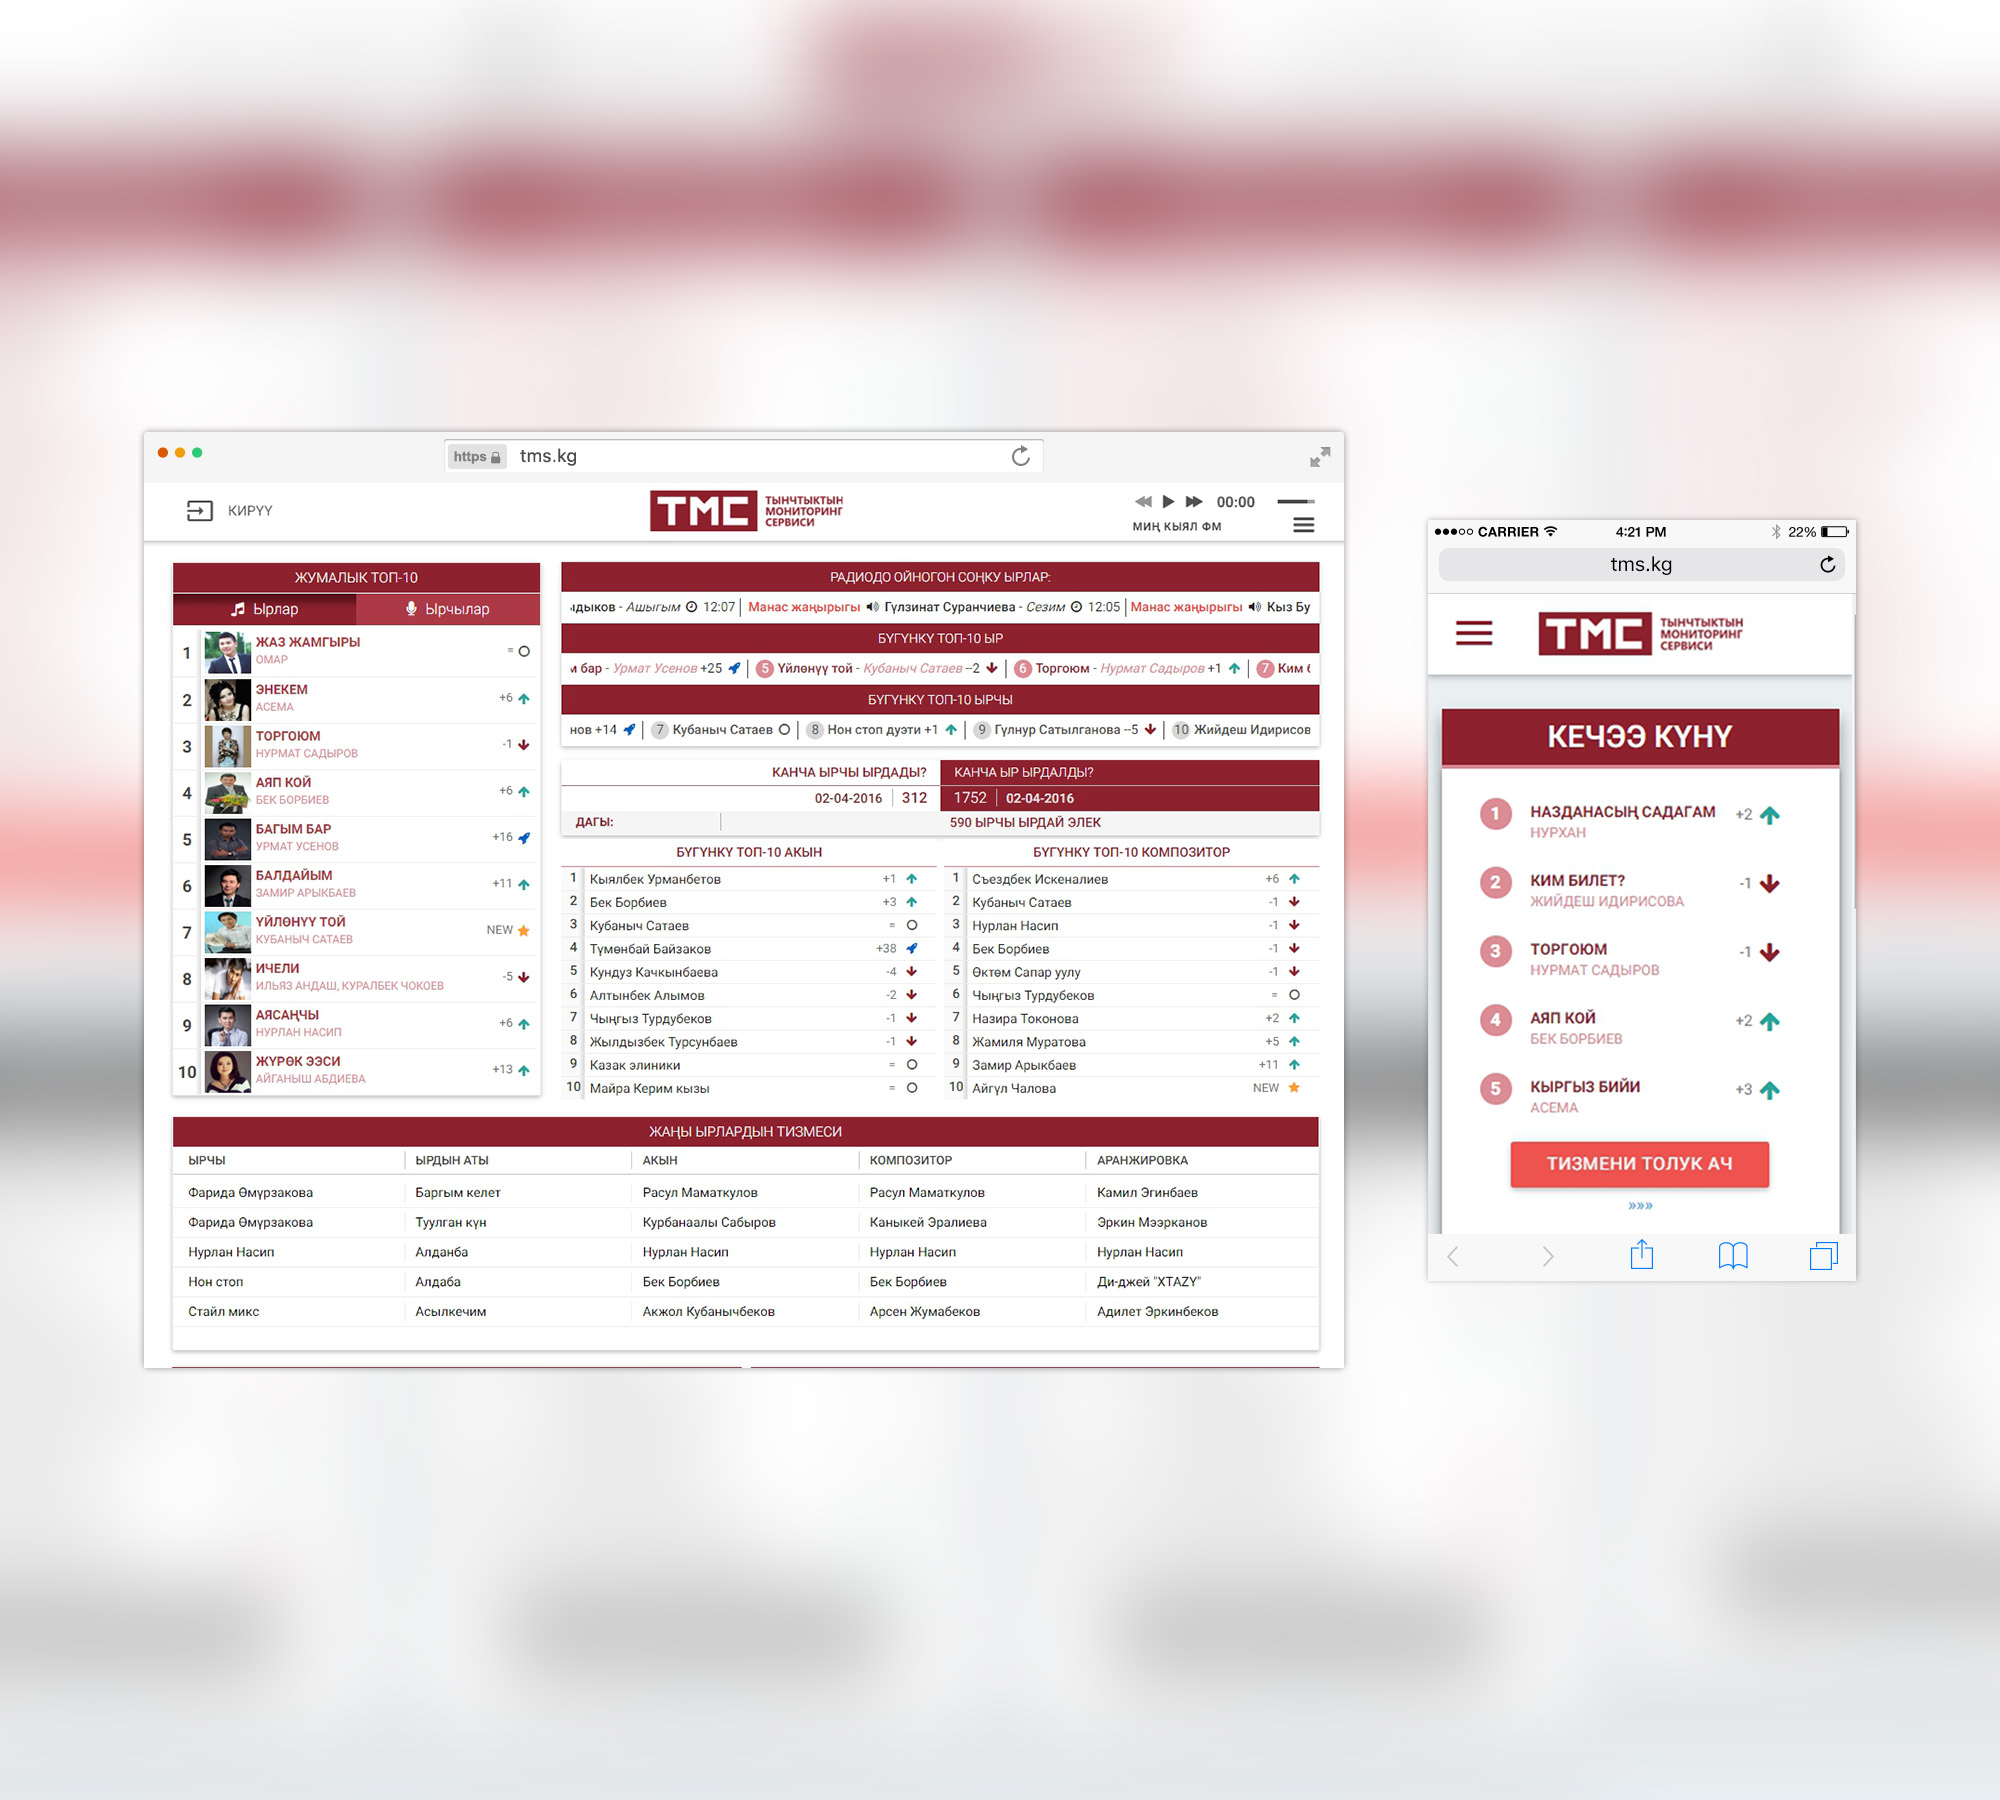 https tms.kg
КИРҮҮ
ТМС ТЫНЧТЫКТЫН
МОНИТОРИНГ
СЕРВИСИ
00:00
МИҢ КЫЯЛ ФМ
ЖУМАЛЫК ТОП-10
Ырлар Ырчылар
1 ЖАЗ ЖАМГЫРЫ =
ОМАР
2 ЭНЕКЕМ +6
АСЕМА
3 ТОРГОЮМ -1
НУРМАТ САДЫРОВ
4 АЯП КОЙ +6
БЕК БОРБИЕВ
5 БАГЫМ БАР +16
УРМАТ УСЕНОВ
6 БАЛДАЙЫМ +11
ЗАМИР АРЫКБАЕВ
7 ҮЙЛӨНҮҮ ТОЙ NEW
КУБАНЫЧ САТАЕВ
8 ИЧЕЛИ -5
ИЛЬЯЗ АНДАШ, КУРАЛБЕК ЧОКОЕВ
9 АЯСАҢЧЫ +6
НУРЛАН НАСИП
10 ЖҮРӨК ЭЭСИ +13
АЙГАНЫШ АБДИЕВА
РАДИОДО ОЙНОГОН СОҢКУ ЫРЛАР:
ыдыков - Ашыгым 12:07 | Манас жаңырыгы Гүлзинат Суранчиева - Сезим 12:05 | Манас жаңырыгы Кыз Бу
БҮГҮНКҮ ТОП-10 ЫР
м бар - Урмат Усенов +25 | 5 Үйлөнүү той - Кубаныч Сатаев --2 | 6 Торгоюм - Нурмат Садыров +1 | 7 Ким б
БҮГҮНКҮ ТОП-10 ЫРЧЫ
нов +14 | 7 Кубаныч Сатаев | 8 Нон стоп дуэти +1 | 9 Гүлнур Сатылганова --5 | 10 Жийдеш Идирисов
КАНЧА ЫРЧЫ ЫРДАДЫ? КАНЧА ЫР ЫРДАЛДЫ?
02-04-2016 | 312 1752 | 02-04-2016
ДАГЫ: 590 ЫРЧЫ ЫРДАЙ ЭЛЕК
БҮГҮНКҮ ТОП-10 АКЫН
1 Кыялбек Урманбетов +1
2 Бек Борбиев +3
3 Кубаныч Сатаев =
4 Түмөнбай Байзаков +38
5 Кундуз Качкынбаева -4
6 Алтынбек Алымов -2
7 Чыңгыз Турдубеков -1
8 Жылдызбек Турсунбаев -1
9 Казак элиники =
10 Майра Керим кызы =
БҮГҮНКҮ ТОП-10 КОМПОЗИТОР
1 Съездбек Искеналиев +6
2 Кубаныч Сатаев -1
3 Нурлан Насип -1
4 Бек Борбиев -1
5 Өктөм Сапар уулу -1
6 Чыңгыз Турдубеков =
7 Назира Токонова +2
8 Жамиля Муратова +5
9 Замир Арыкбаев +11
10 Айгүл Чалова NEW
ЖАҢЫ ЫРЛАРДЫН ТИЗМЕСИ
ЫРЧЫ ЫРДЫН АТЫ АКЫН КОМПОЗИТОР АРАНЖИРОВКА
Фарида Өмүрзакова Баргым келет Расул Маматкулов Расул Маматкулов Камил Эгинбаев
Фарида Өмүрзакова Туулган күн Курбанаалы Сабыров Каныкей Эралиева Эркин Мээрканов
Нурлан Насип Алданба Нурлан Насип Нурлан Насип Нурлан Насип
Нон стоп Алдаба Бек Борбиев Бек Борбиев Ди-джей "XTAZY"
Стайл микс Асылкечим Акжол Кубанычбеков Арсен Жумабеков Адилет Эркинбеков
CARRIER 4:21 PM 22%
tms.kg
ТМС ТЫНЧТЫКТЫН
МОНИТОРИНГ
СЕРВИСИ
КЕЧЭЭ КҮНҮ
1 НАЗДАНАСЫҢ САДАГАМ +2
НУРХАН
2 КИМ БИЛЕТ? -1
ЖИЙДЕШ ИДИРИСОВА
3 ТОРГОЮМ -1
НУРМАТ САДЫРОВ
4 АЯП КОЙ +2
БЕК БОРБИЕВ
5 КЫРГЫЗ БИЙИ +3
АСЕМА
ТИЗМЕНИ ТОЛУК АЧ
»»»